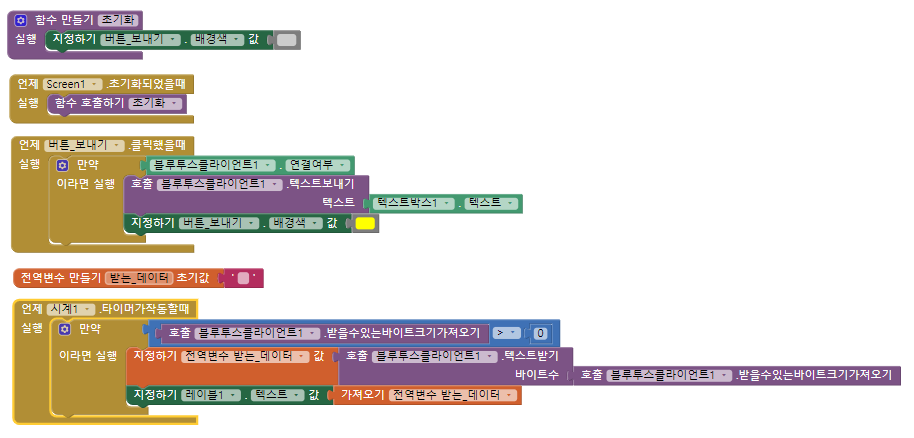 함수 만들기 초기화
실행 지정하기 버튼_보내기 . 배경색 값
언제 Screen1 .초기화되었을때
실행 함수 호출하기 초기화
언제 버튼_보내기 .클릭했을때
실행 만약 블루투스클라이언트1 . 연결여부
이라면 실행 호출 블루투스클라이언트1 .텍스트보내기
텍스트 텍스트박스1 . 텍스트
지정하기 버튼_보내기 . 배경색 값
전역변수 만들기 받는_데이터 초기값 " "
언제 시계1 .타이머가작동할때
실행 만약 호출 블루투스클라이언트1 .받을수있는바이트크기가져오기 > 0
이라면 실행 지정하기 전역변수 받는_데이터 값 호출 블루투스클라이언트1 .텍스트받기
바이트수 호출 블루투스클라이언트1 .받을수있는바이트크기가져오기
지정하기 레이블1 . 텍스트 값 가져오기 전역변수 받는_데이터